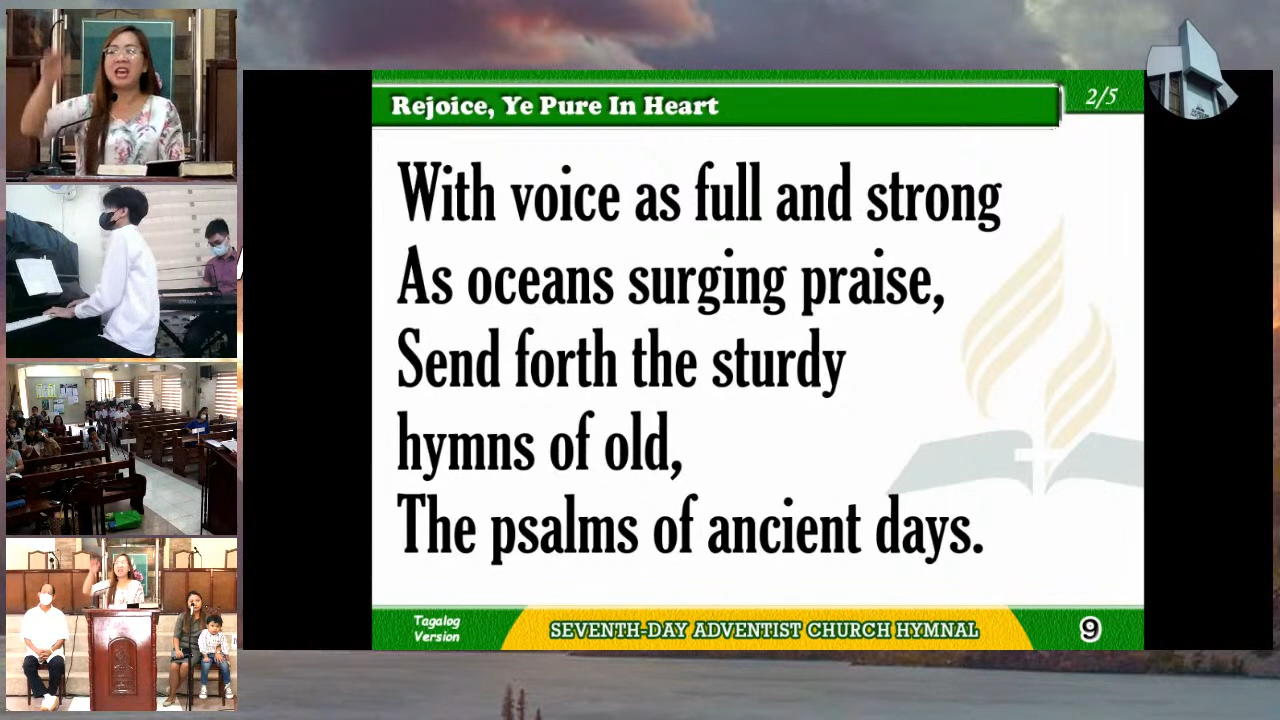 Rejoice, Ye Pure In Heart
2/5
With voice as full and strong
As oceans surging praise,
Send forth the sturdy
hymns of old,
The psalms of ancient days.
Tagalog
Version
SEVENTH-DAY ADVENTIST CHURCH HYMNAL
9